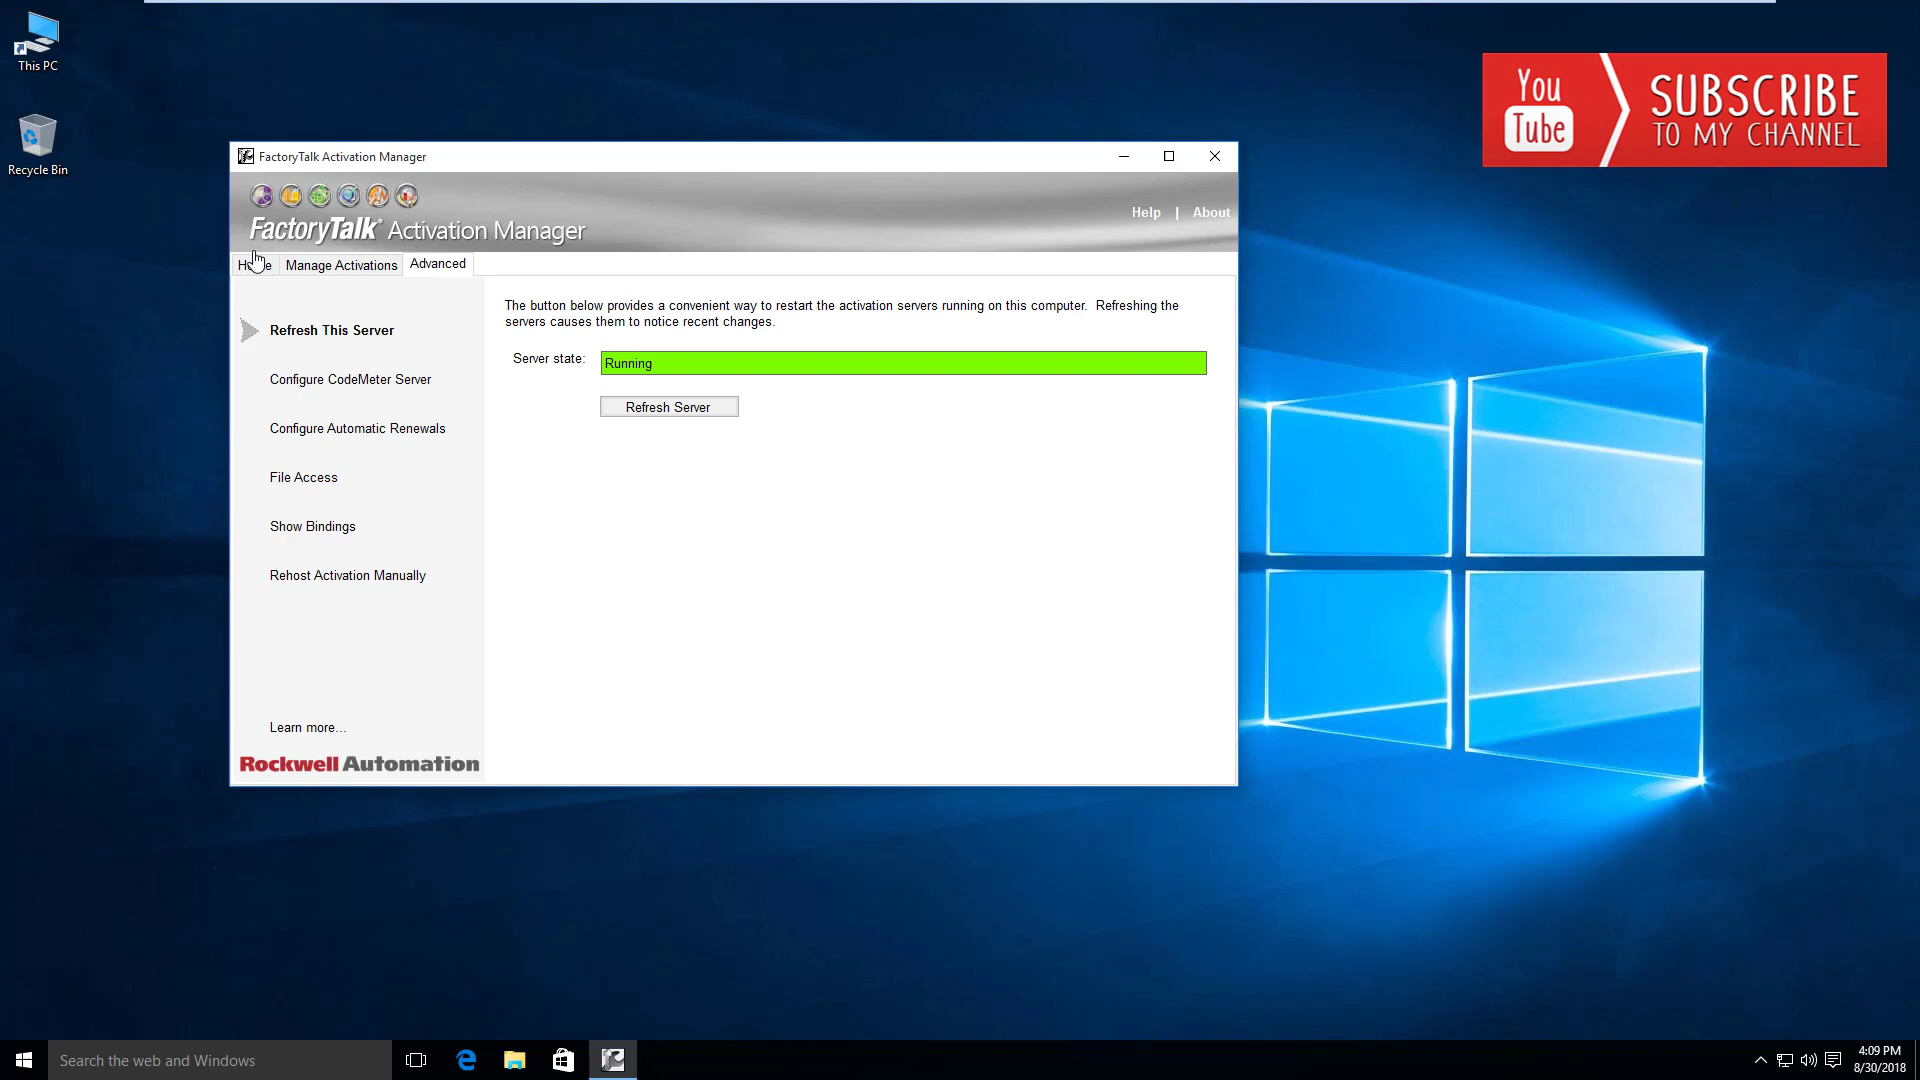 This PC
Recycle Bin
You
Tube
SUBSCRIBE
TO MY CHANNEL
FactoryTalk Activation Manager
FactoryTalk® Activation Manager
Help | About
Manage Activations
Advanced
Refresh This Server
Configure CodeMeter Server
Configure Automatic Renewals
File Access
Show Bindings
Rehost Activation Manually
Learn more...
Rockwell Automation
The button below provides a convenient way to restart the activation servers running on this computer. Refreshing the
servers causes them to notice recent changes.
Server state:
Running
Refresh Server
Search the web and Windows
4:09 PM
8/30/2018